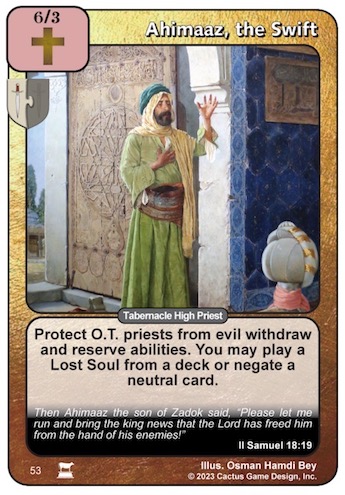 6/3
Ahimaaz, the Swift
Tabernacle High Priest
Protect O.T. priests from evil withdraw
and reserve abilities. You may play a
Lost Soul from a deck or negate a
neutral card.
Then Ahimaaz the son of Zadok said, “Please let me
run and bring the king news that the Lord has freed him
from the hand of his enemies!”
II Samuel 18:19
53
Illus. Osman Hamdi Bey
© 2023 Cactus Game Design, Inc.